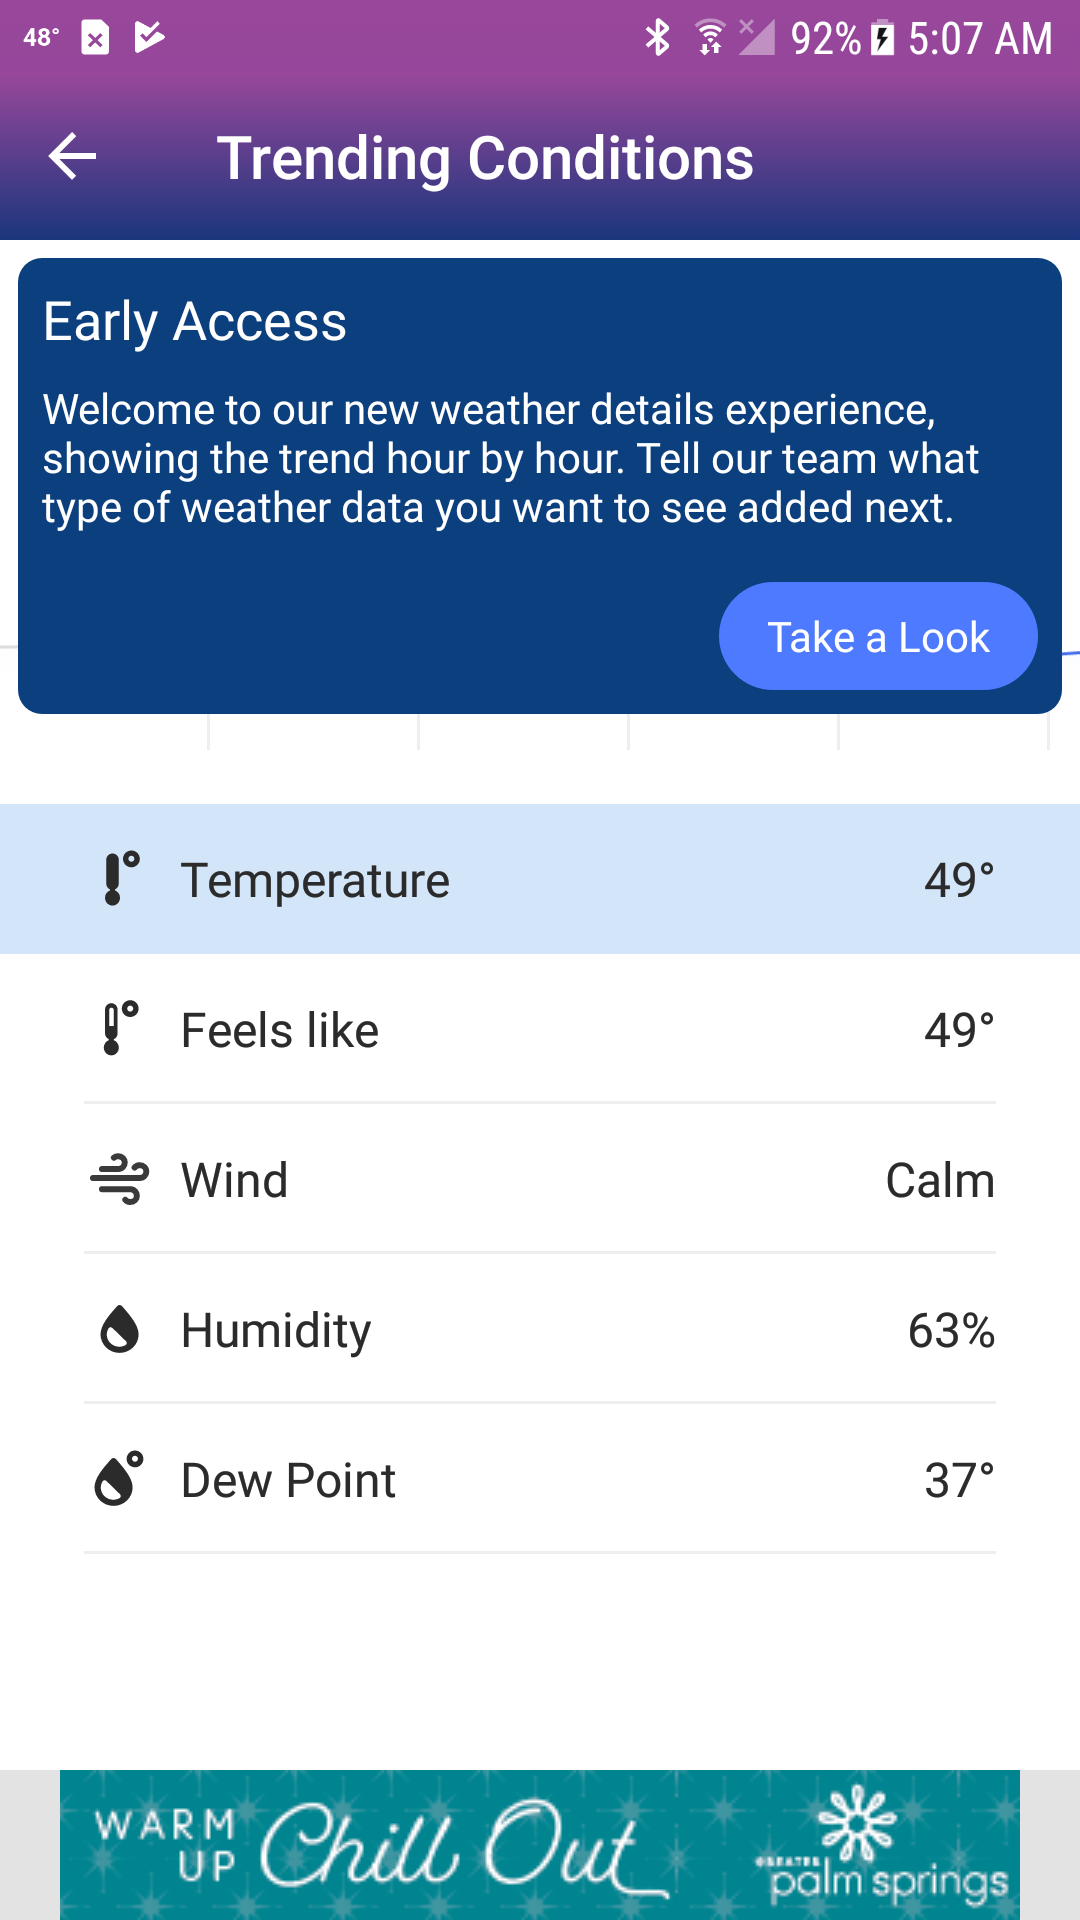 48° 92% 5:07 AM
Trending Conditions
Early Access
Welcome to our new weather details experience,
showing the trend hour by hour. Tell our team what
type of weather data you want to see added next.
Take a Look
Temperature 49°
Feels like 49°
Wind Calm
Humidity 63%
Dew Point 37°
WARM
UP
Chill Out
GREATER
palm springs